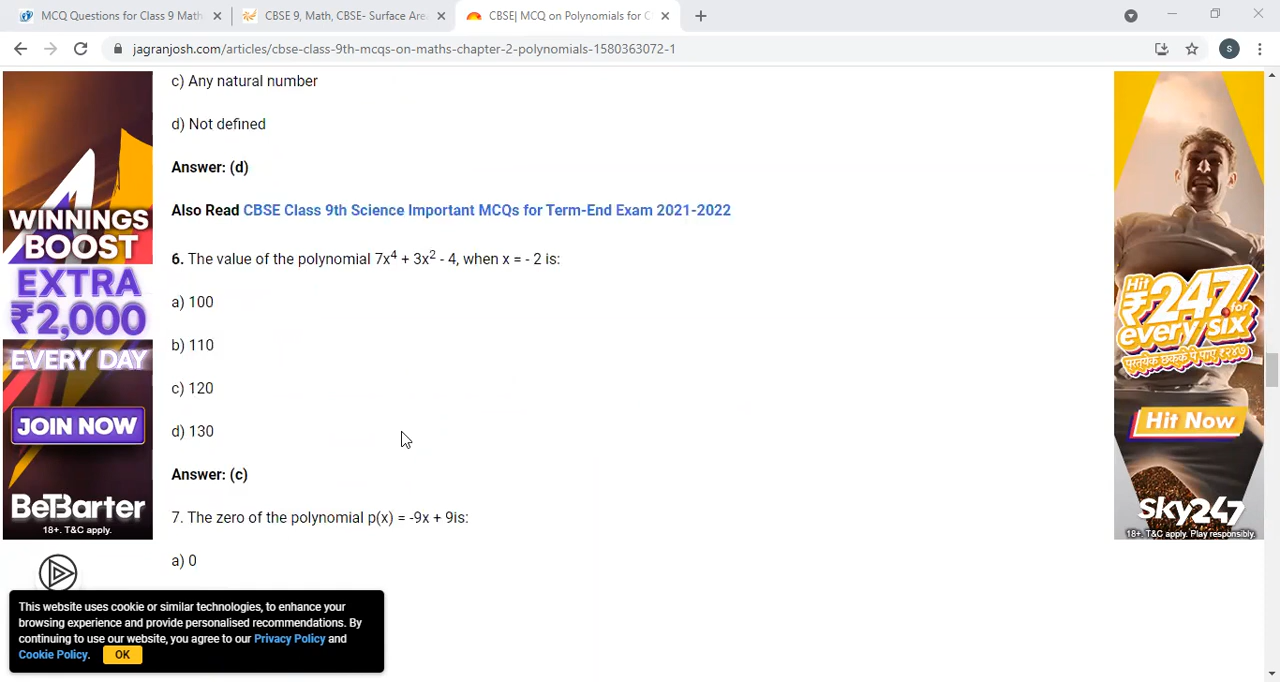 MCQ Questions for Class 9 Math
CBSE 9, Math, CBSE- Surface Are
CBSE| MCQ on Polynomials for C
jagranjosh.com/articles/cbse-class-9th-mcqs-on-maths-chapter-2-polynomials-1580363072-1
S
c) Any natural number
d) Not defined
Answer: (d)
Also Read CBSE Class 9th Science Important MCQs for Term-End Exam 2021-2022
6. The value of the polynomial 7x⁴ + 3x² - 4, when x = - 2 is:
a) 100
b) 110
c) 120
d) 130
Answer: (c)
7. The zero of the polynomial p(x) = -9x + 9is:
a) 0
WINNINGS
BOOST
EXTRA
₹2,000
EVERY DAY
JOIN NOW
BetBarter
18+. T&C apply.
Hit
₹247 for
every six
प्रत्येक छक्के पे पाए ₹२४७
Hit Now
Sky247
18+. T&C apply. Play responsibly.
This website uses cookie or similar technologies, to enhance your
browsing experience and provide personalised recommendations. By
continuing to use our website, you agree to our Privacy Policy and
Cookie Policy. OK